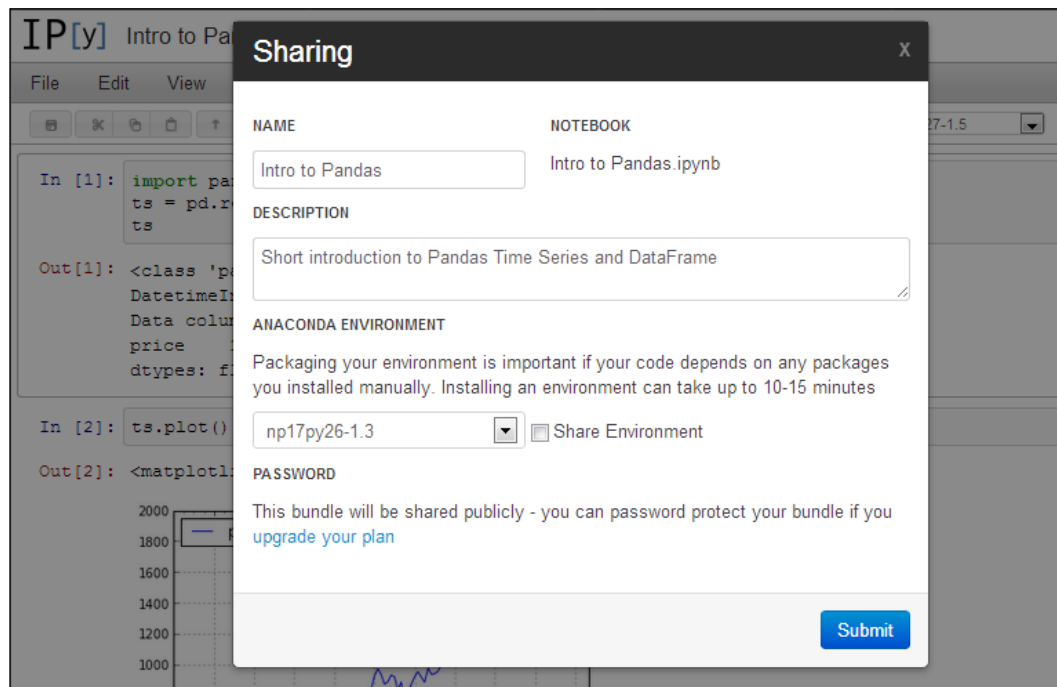 IP[y] Intro to Pa
Sharing
X
File Edit View
27-1.5
NAME
NOTEBOOK
Intro to Pandas
Intro to Pandas.ipynb
DESCRIPTION
Short introduction to Pandas Time Series and DataFrame
ANACONDA ENVIRONMENT
Packaging your environment is important if your code depends on any packages
you installed manually. Installing an environment can take up to 10-15 minutes
np17py26-1.3
Share Environment
PASSWORD
This bundle will be shared publicly - you can password protect your bundle if you
upgrade your plan
Submit
In [1]: import pa
ts = pd.r
ts
Out[1]: <class 'p
DatetimeI
Data colu
price
dtypes: f
In [2]: ts.plot()
Out[2]: <matplotl
2000
1800
1600
1400
1200
1000